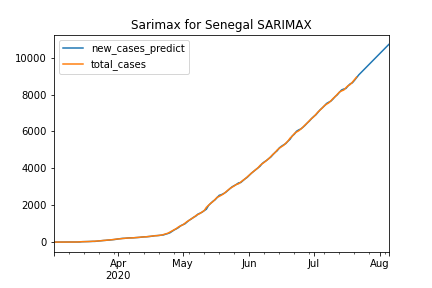 Sarimax for Senegal SARIMAX
new_cases_predict
total_cases
10000
8000
6000
4000
2000
0
Apr
May
Jun
Jul
Aug
2020